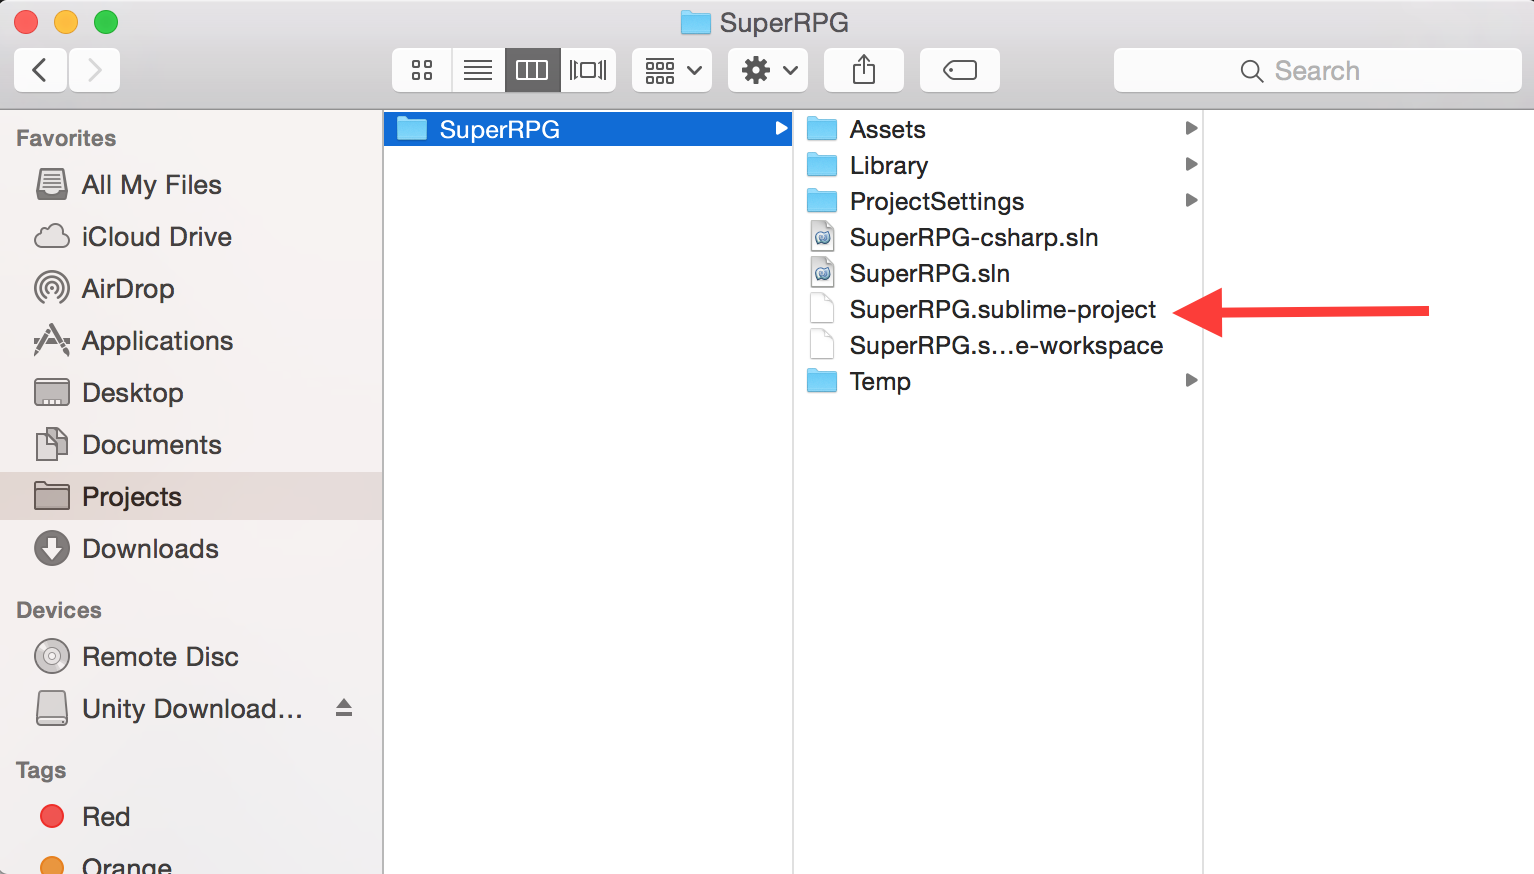 SuperRPG
Search
Favorites
All My Files
iCloud Drive
AirDrop
Applications
Desktop
Documents
Projects
Downloads
Devices
Remote Disc
Unity Download...
Tags
Red
Orange
SuperRPG
Assets
Library
ProjectSettings
SuperRPG-csharp.sln
SuperRPG.sln
SuperRPG.sublime-project
SuperRPG.s...e-workspace
Temp